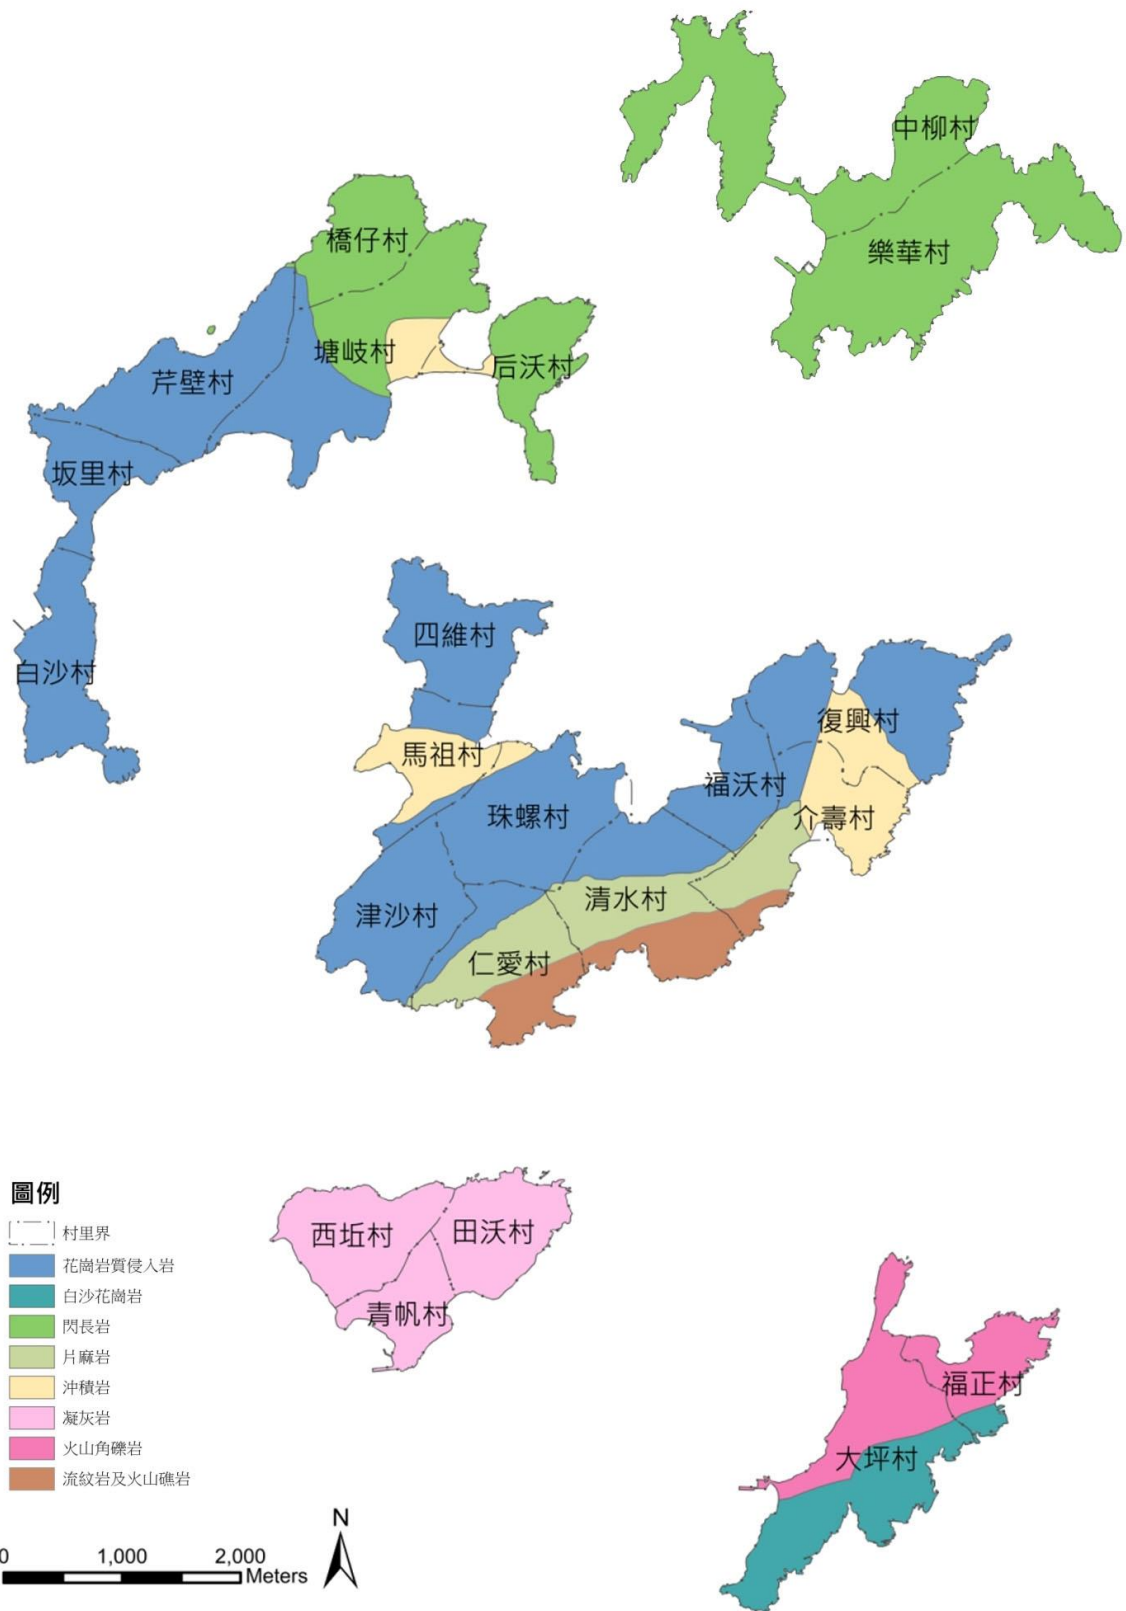 中柳村
樂華村
橋仔村
塘岐村
后沃村
芹壁村
坂里村
白沙村
四維村
馬祖村
復興村
福沃村
珠螺村
介壽村
清水村
津沙村
仁愛村
西坵村
田沃村
青帆村
福正村
大坪村
圖例
村里界
花崗岩質侵入岩
白沙花崗岩
閃長岩
片麻岩
沖積岩
凝灰岩
火山角礫岩
流紋岩及火山礁岩
N
0 1,000 2,000
Meters